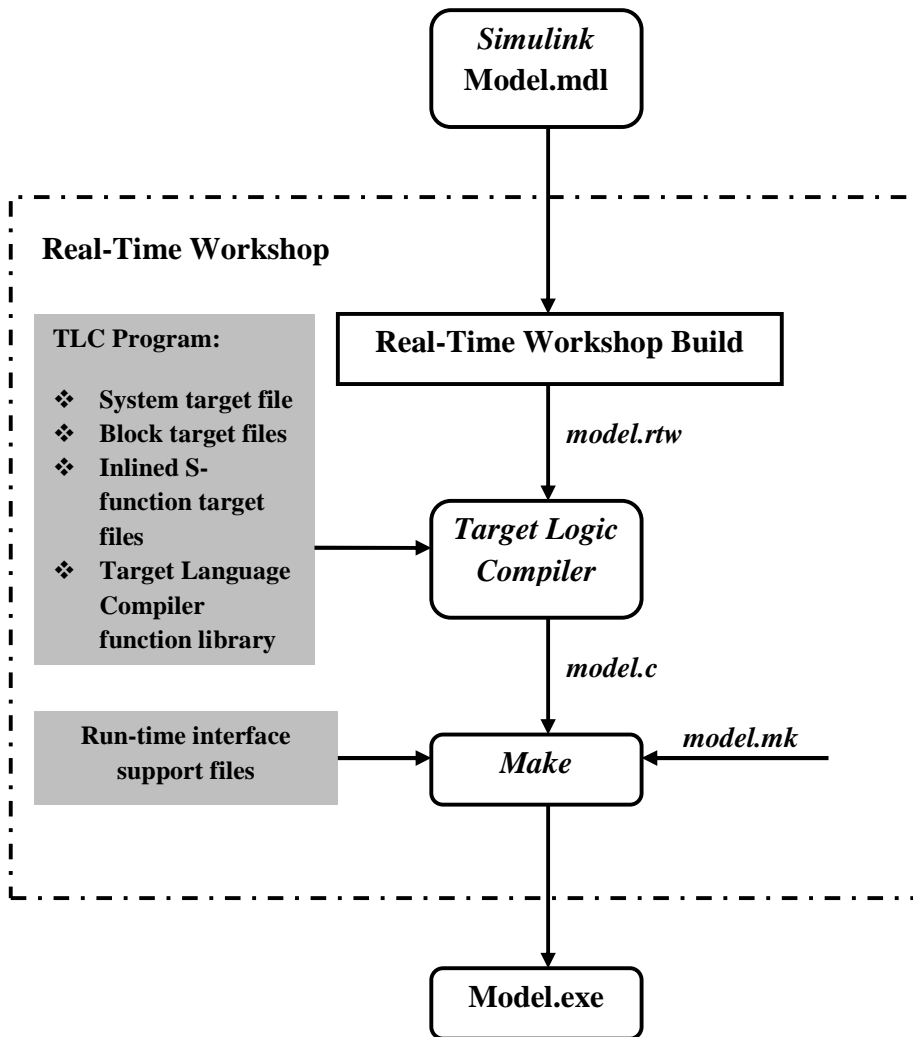 Simulink
Model.mdl
Real-Time Workshop
TLC Program:
❖ System target file
❖ Block target files
❖ Inlined S-
function target
files
❖ Target Language
Compiler
function library
Real-Time Workshop Build
model.rtw
Target Logic
Compiler
model.c
Run-time interface
support files
Make
model.mk
Model.exe